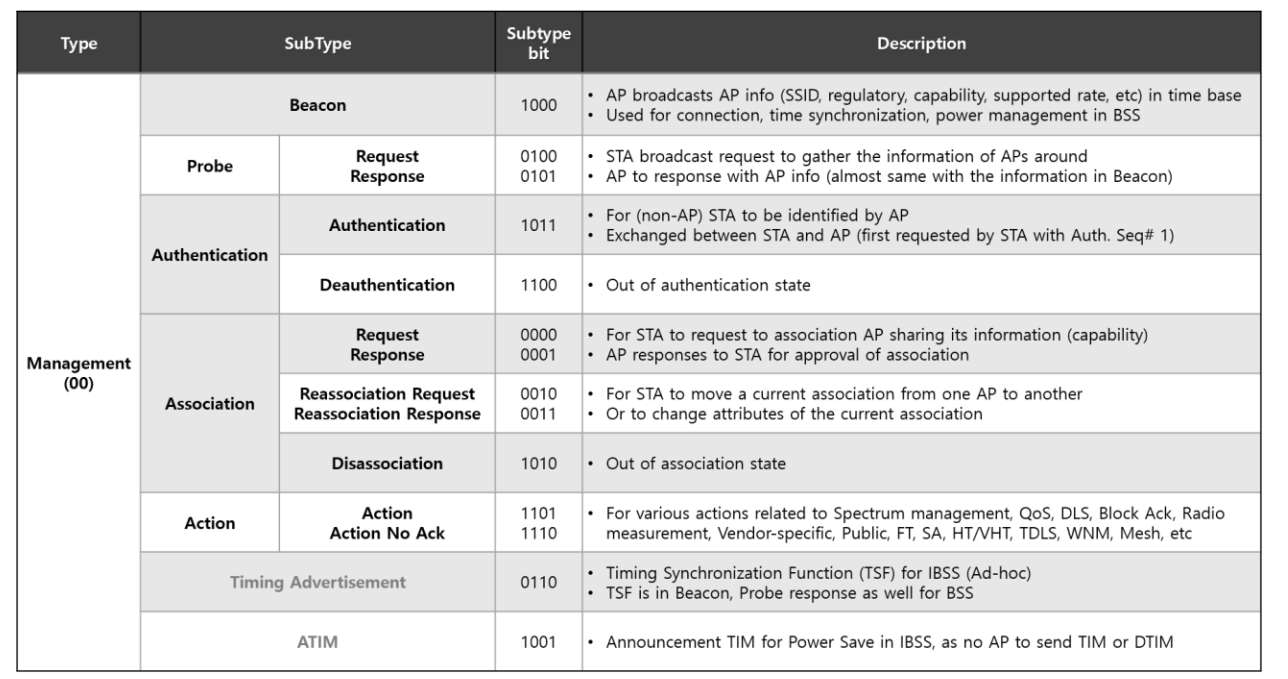 Type
SubType
Subtype
bit
Description
Management
(00)
Beacon
1000
• AP broadcasts AP info (SSID, regulatory, capability, supported rate, etc) in time base
• Used for connection, time synchronization, power management in BSS
Probe
Request
Response
0100
0101
• STA broadcast request to gather the information of APs around
• AP to response with AP info (almost same with the information in Beacon)
Authentication
Authentication
1011
• For (non-AP) STA to be identified by AP
• Exchanged between STA and AP (first requested by STA with Auth. Seq# 1)
Deauthentication
1100
• Out of authentication state
Association
Request
Response
0000
0001
• For STA to request to association AP sharing its information (capability)
• AP responses to STA for approval of association
Reassociation Request
Reassociation Response
0010
0011
• For STA to move a current association from one AP to another
• Or to change attributes of the current association
Disassociation
1010
• Out of association state
Action
Action
Action No Ack
1101
1110
• For various actions related to Spectrum management, QoS, DLS, Block Ack, Radio
measurement, Vendor-specific, Public, FT, SA, HT/VHT, TDLS, WNM, Mesh, etc
Timing Advertisement
0110
• Timing Synchronization Function (TSF) for IBSS (Ad-hoc)
• TSF is in Beacon, Probe response as well for BSS
ATIM
1001
• Announcement TIM for Power Save in IBSS, as no AP to send TIM or DTIM